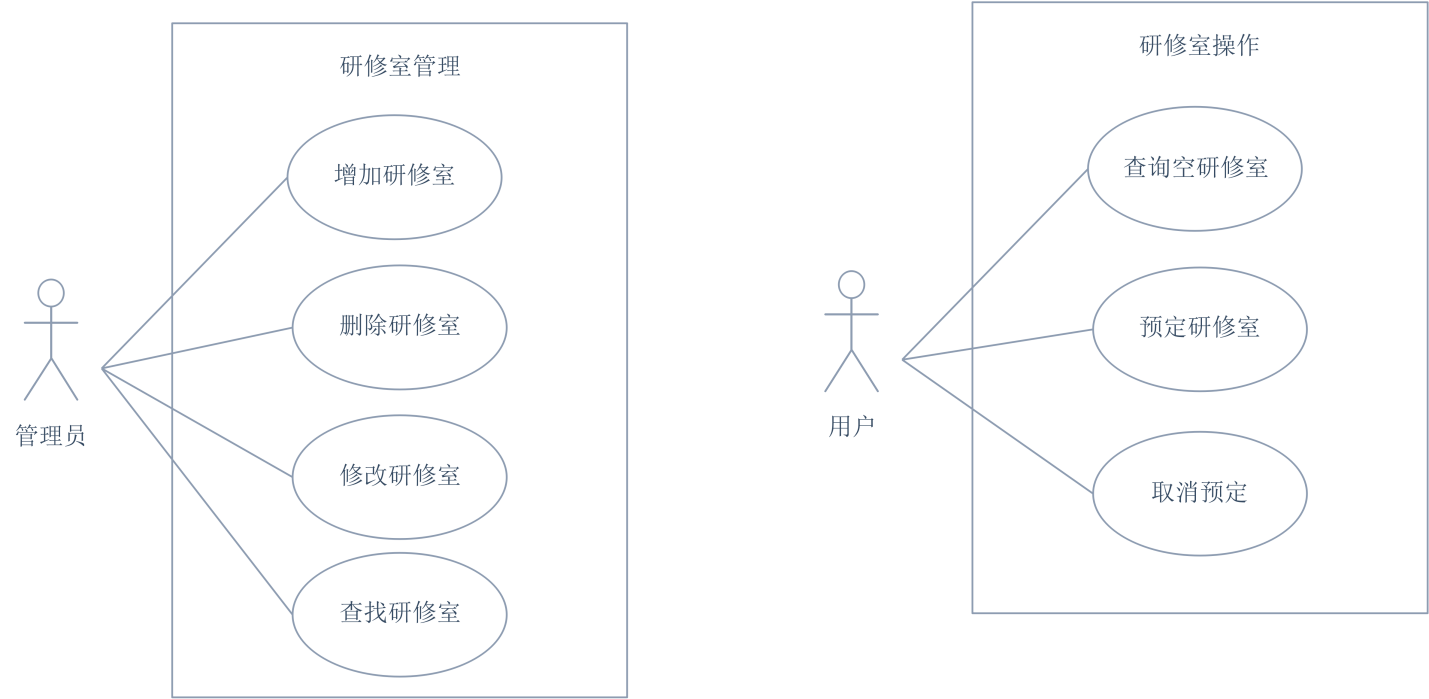 研修室管理
增加研修室
删除研修室
修改研修室
查找研修室
管理员
研修室操作
查询空研修室
预定研修室
取消预定
用户